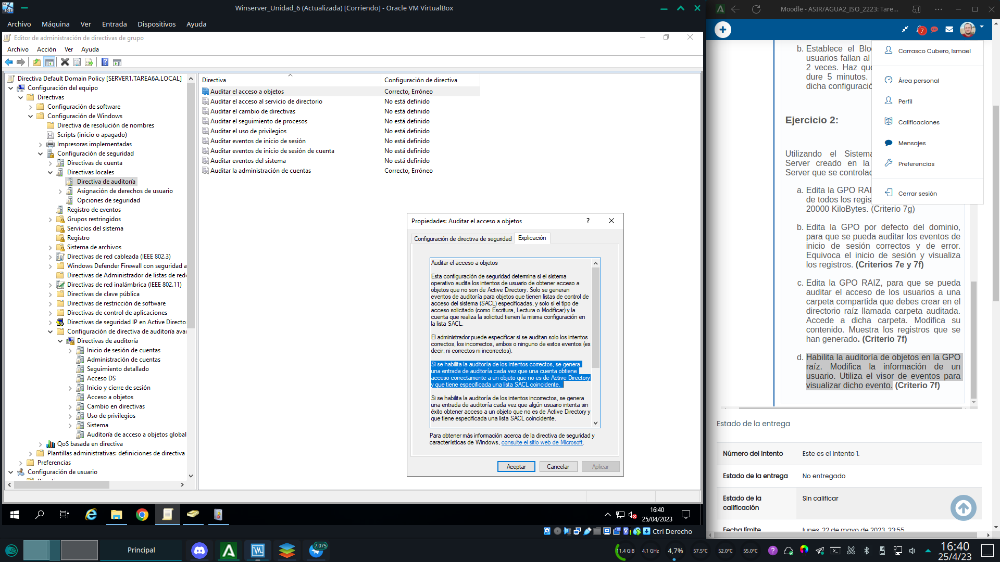 Winserver_Unidad_6 (Actualizada) [Corriendo] - Oracle VM VirtualBox
Archivo Máquina Ver Entrada Dispositivos Ayuda
Editor de administración de directivas de grupo
Archivo Acción Ver Ayuda
Directiva Default Domain Policy [SERVER1.TAREA6A.LOCAL]
Configuración del equipo
Directivas
Configuración de software
Configuración de Windows
Directiva de resolución de nombres
Scripts (inicio o apagado)
Impresoras implementadas
Configuración de seguridad
Directivas de cuenta
Directivas locales
Directiva de auditoría
Asignación de derechos de usuario
Opciones de seguridad
Registro de eventos
Grupos restringidos
Servicios del sistema
Registro
Sistema de archivos
Directivas de red cableada (IEEE 802.3)
Windows Defender Firewall con seguridad a
Directivas de Administrador de listas de rede
Directivas de red inalámbrica (IEEE 802.11)
Directivas de clave pública
Directivas de restricción de software
Directivas de control de aplicaciones
Directivas de seguridad IP en Active Directo
Configuración de directiva de auditoría avan
Directivas de auditoría
Inicio de sesión de cuentas
Administración de cuentas
Seguimiento detallado
Acceso DS
Inicio y cierre de sesión
Acceso a objetos
Cambio en directivas
Uso de privilegios
Sistema
Auditoría de acceso a objetos global
QoS basada en directiva
Plantillas administrativas: definiciones de directiva
Preferencias
Configuración de usuario
Directiva Configuración de directiva
Auditar el acceso a objetos Correcto, Erróneo
Auditar el acceso al servicio de directorio No está definido
Auditar el cambio de directivas No está definido
Auditar el seguimiento de procesos No está definido
Auditar el uso de privilegios No está definido
Auditar eventos de inicio de sesión No está definido
Auditar eventos de inicio de sesión de cuenta No está definido
Auditar eventos del sistema No está definido
Auditar la administración de cuentas Correcto, Erróneo
Propiedades: Auditar el acceso a objetos ?
Configuración de directiva de seguridad Explicación
Auditar el acceso a objetos
Esta configuración de seguridad determina si el sistema
operativo audita los intentos de usuario de obtener acceso a
objetos que no son de Active Directory. Solo se generan
eventos de auditoría para objetos que tienen listas de control de
acceso del sistema (SACL) especificadas, y solo si el tipo de
acceso solicitado (como Escritura, Lectura o Modificar) y la
cuenta que realiza la solicitud tienen la misma configuración en
la lista SACL.
El administrador puede especificar si se auditan solo los intentos
correctos, los incorrectos, ambos o ninguno de estos eventos (es
decir, ni correctos ni incorrectos).
Si se habilita la auditoría de los intentos correctos, se genera
una entrada de auditoría cada vez que una cuenta obtiene
acceso correctamente a un objeto que no es de Active Directory
y que tiene especificada una lista SACL coincidente.
Si se habilita la auditoría de los intentos incorrectos, se genera
una entrada de auditoría cada vez que algún usuario intenta sin
éxito obtener acceso a un objeto que no es de Active Directory y
que tiene especificada una lista SACL coincidente.
Para obtener más información acerca de la directiva de seguridad y
características de Windows, consulte el sitio web de Microsoft.
Aceptar Cancelar Aplicar
16:40
25/04/2023
Ctrl Derecho
Moodle - ASIR/AGUA2_ISO_2223: Tare...
7
b. Establece el Blo
usuarios fallan al
2 veces. Haz que
dure 5 minutos.
dicha configuració
Carrasco Cubero, Ismael
Área personal
Perfil
Calificaciones
Mensajes
Preferencias
Cerrar sesión
Ejercicio 2:
Utilizando el Sistema
Server creado en la
Server que se controlad
a. Edita la GPO RAIZ
de todos los regis
20000 KiloBytes. (Criterio 7g)
b. Edita la GPO por defecto del dominio,
para que se pueda auditar los eventos de
inicio de sesión correctos y de error.
Equivoca el inicio de sesión y visualiza
los registros. (Criterios 7e y 7f)
c. Edita la GPO RAIZ, para que se pueda
auditar el acceso de los usuarios a una
carpeta compartida que debes crear en el
directorio raíz llamada carpeta auditada.
Accede a dicha carpeta. Modifica su
contenido. Muestra los registros que se
han generado. (Criterio 7f)
d. Habilita la auditoría de objetos en la GPO
raíz. Modifica la información de un
usuario. Utiliza el visor de eventos para
visualizar dicho evento. (Criterio 7f)
Estado de la entrega
Número del intento Este es el intento 1.
Estado de la entrega No entregado
Estado de la calificación Sin calificar
Fecha límite lunes, 22 de mayo de 2023, 23:55
Principal
7.075
11,4 GiB 4,1 GHz 4,7% 57,5°C 52,0°C 55,0°C
16:40
25/4/23